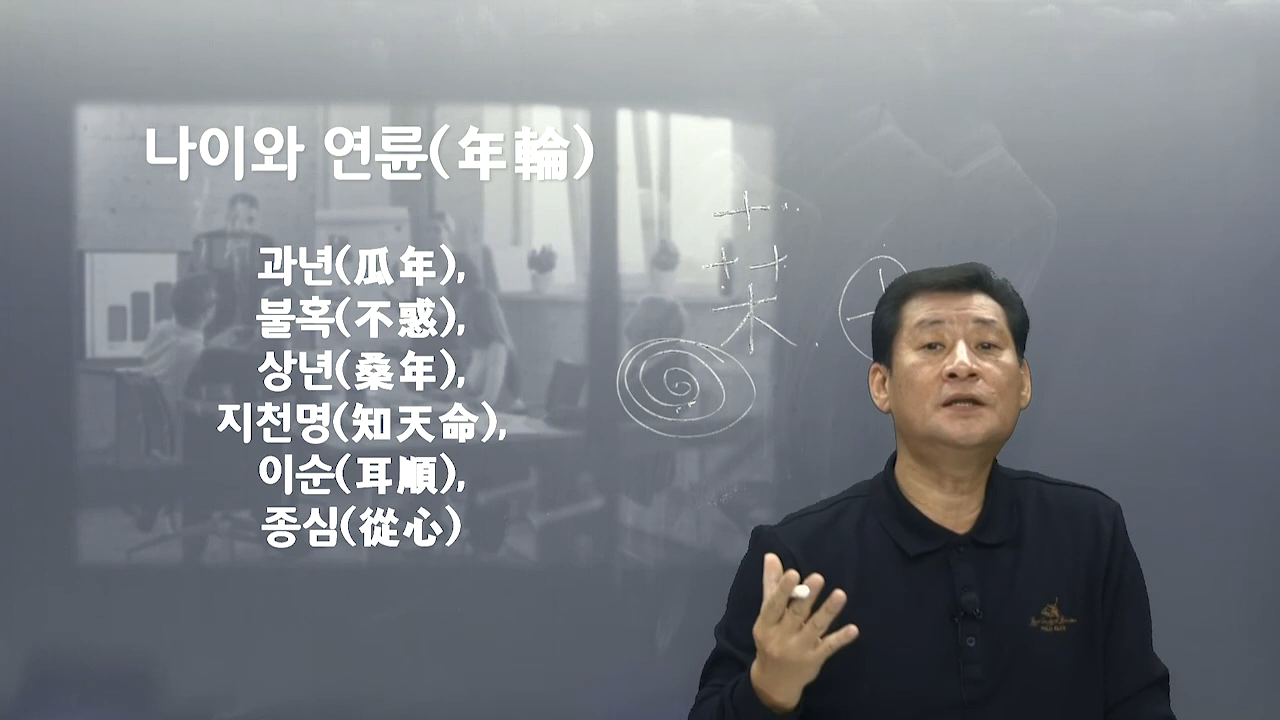 나이와 연륜(年輪)
과년(瓜年),
불혹(不惑),
상년(桑年),
지천명(知天命),
이순(耳順),
종심(從心)